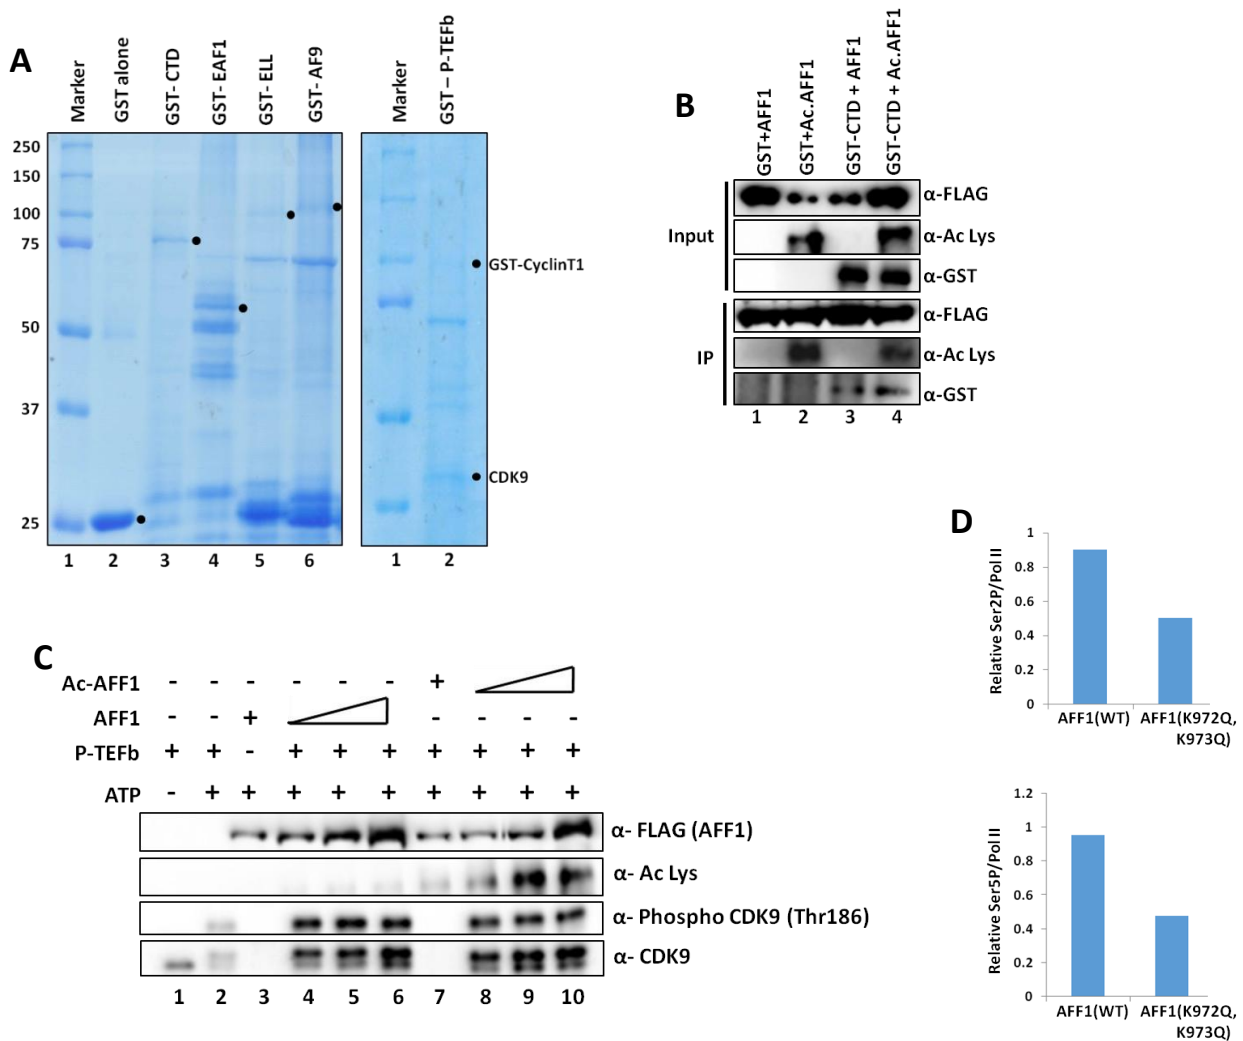 A
Marker
GST alone
GST- CTD
GST- EAF1
GST- ELL
GST- AF9
250
150
100
75
50
37
25
1 2 3 4 5 6
Marker
GST – P-TEFb
GST-CyclinT1
CDK9
1 2
B
GST+AFF1
GST+Ac.AFF1
GST-CTD + AFF1
GST-CTD + Ac.AFF1
Input
α-FLAG
α-Ac Lys
α-GST
IP
α-FLAG
α-Ac Lys
α-GST
1 2 3 4
C
Ac-AFF1 - - - - - - + 
AFF1 - - + - - - -
P-TEFb + + - + + + + + + +
ATP - + + + + + + + + +
α- FLAG (AFF1)
α- Ac Lys
α- Phospho CDK9 (Thr186)
α- CDK9
1 2 3 4 5 6 7 8 9 10
D
Relative Ser2P/Pol II
1
0.8
0.6
0.4
0.2
0
AFF1(WT) AFF1(K972Q,
K973Q)
Relative Ser5P/Pol II
1.2
1
0.8
0.6
0.4
0.2
0
AFF1(WT) AFF1(K972Q,
K973Q)